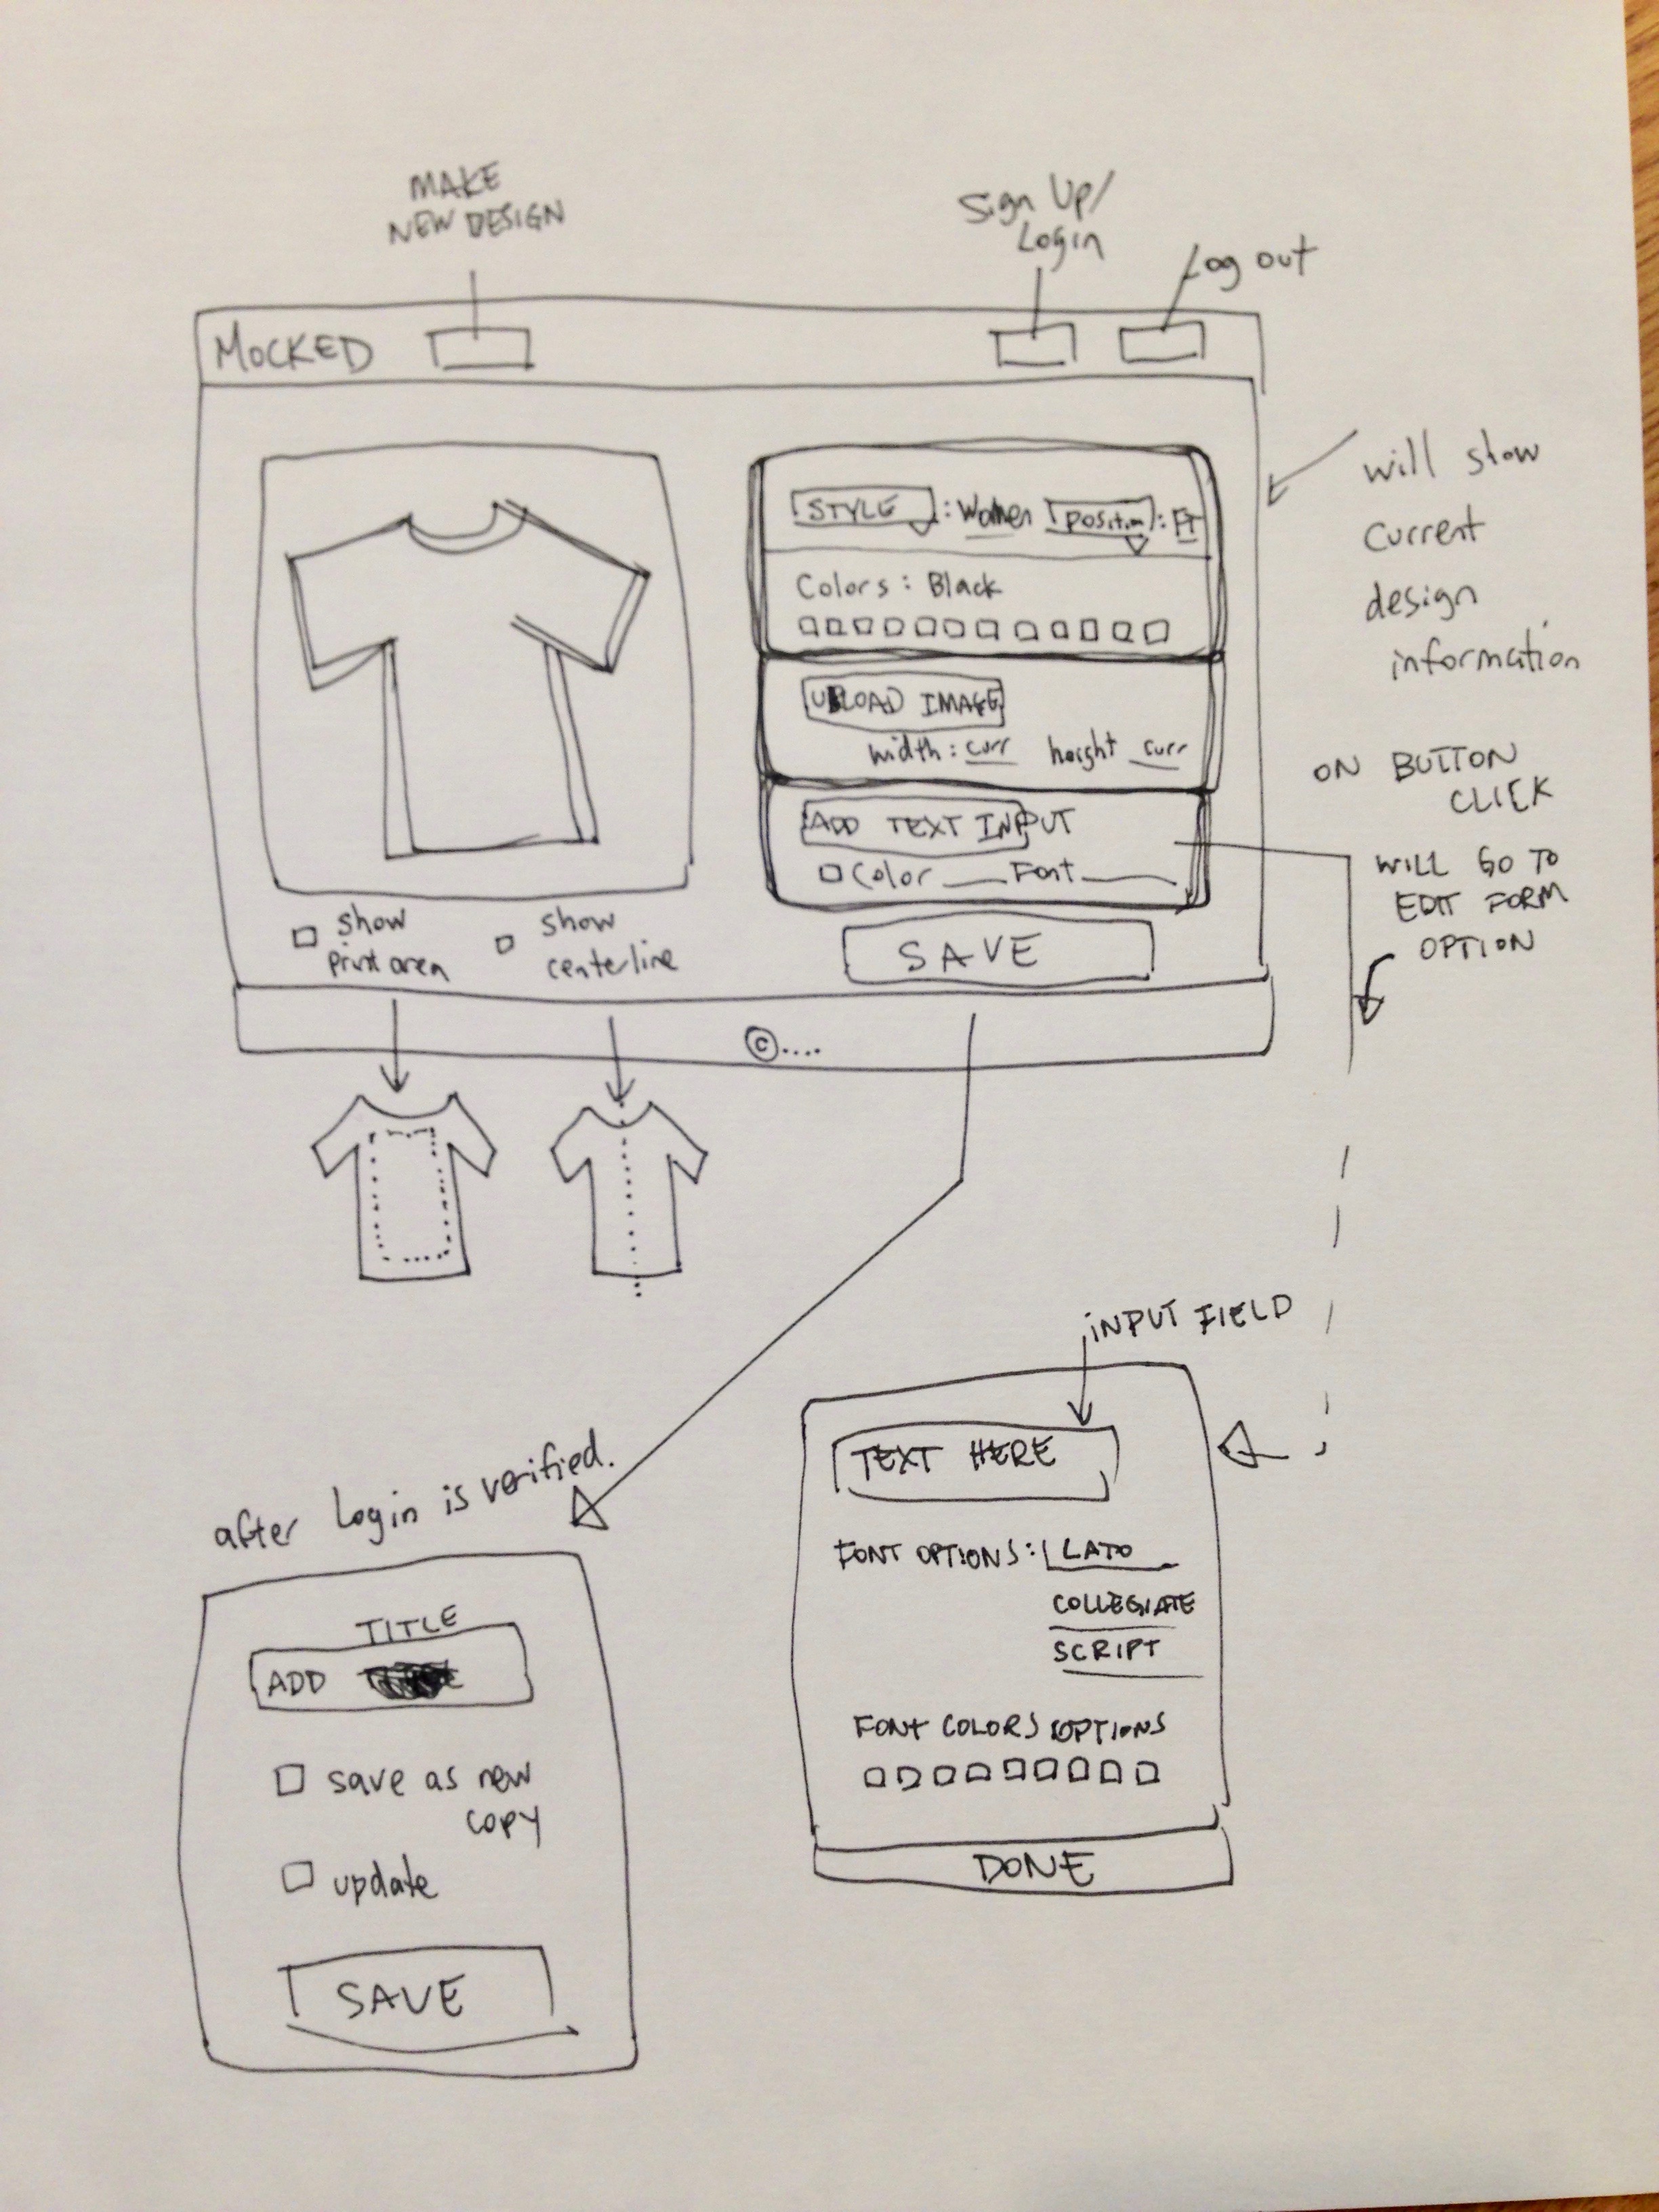 MAKE
NEW DESIGN
Sign Up/
Login
Log out
MOCKED
STYLE : Women position : Ft
Colors : Black
UPLOAD IMAGE
width : curr height curr
ADD TEXT INPUT
Color Font
SAVE
show
print area
show
centerline
©....
will show
current
design
information
ON BUTTON
CLICK
WILL GO TO
EDIT FORM
OPTION
INPUT FIELD
TEXT HERE
FONT OPTIONS: LATO
COLLEGIATE
SCRIPT
FONT COLORS OPTIONS
DONE
after Login is verified.
TITLE
ADD
save as new
copy
update
SAVE